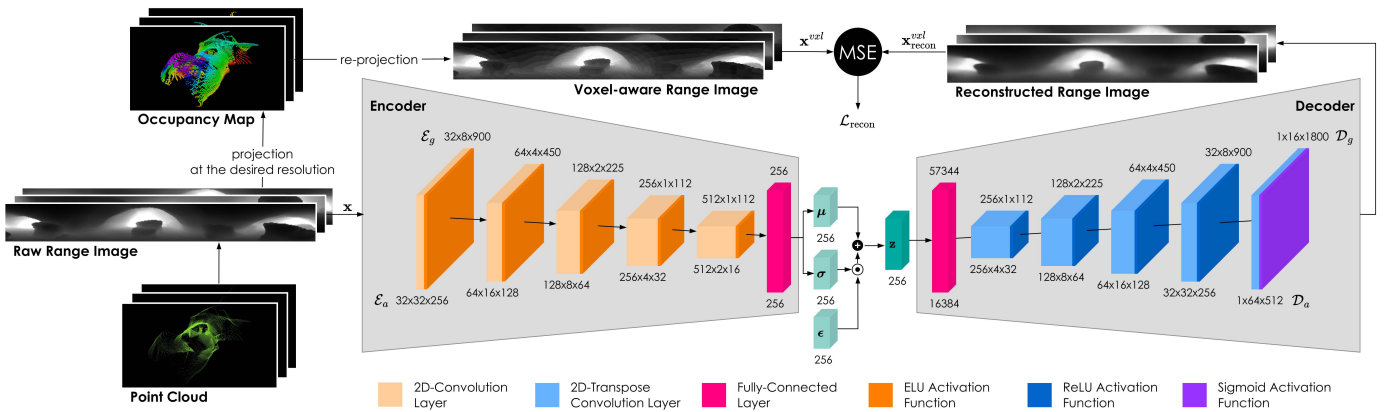 Occupancy Map
re-projection
Voxel-aware Range Image
𝐱^{vxl}
MSE
𝐱^{vxl}_{recon}
Reconstructed Range Image
ℒ_{recon}
projection
at the desired resolution
Raw Range Image
𝐱
Point Cloud
Encoder
ℰ_g
32x8x900
64x4x450
128x2x225
256x1x112
512x1x112
256
ℰ_a
32x32x256
64x16x128
128x8x64
256x4x32
512x2x16
256
μ
256
σ
256
ϵ
256
z
256
Decoder
57344
256x1x112
128x2x225
64x4x450
32x8x900
1x16x1800
𝒟_g
16384
256x4x32
128x8x64
64x16x128
32x32x256
1x64x512
𝒟_a
2D-Convolution
Layer
2D-Transpose
Convolution Layer
Fully-Connected
Layer
ELU Activation
Function
ReLU Activation
Function
Sigmoid Activation
Function